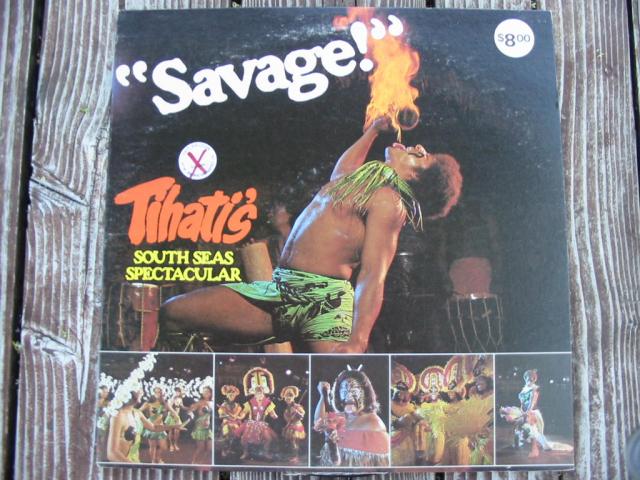 "Savage!"
$8.00
X
Tihati's
SOUTH SEAS
SPECTACULAR